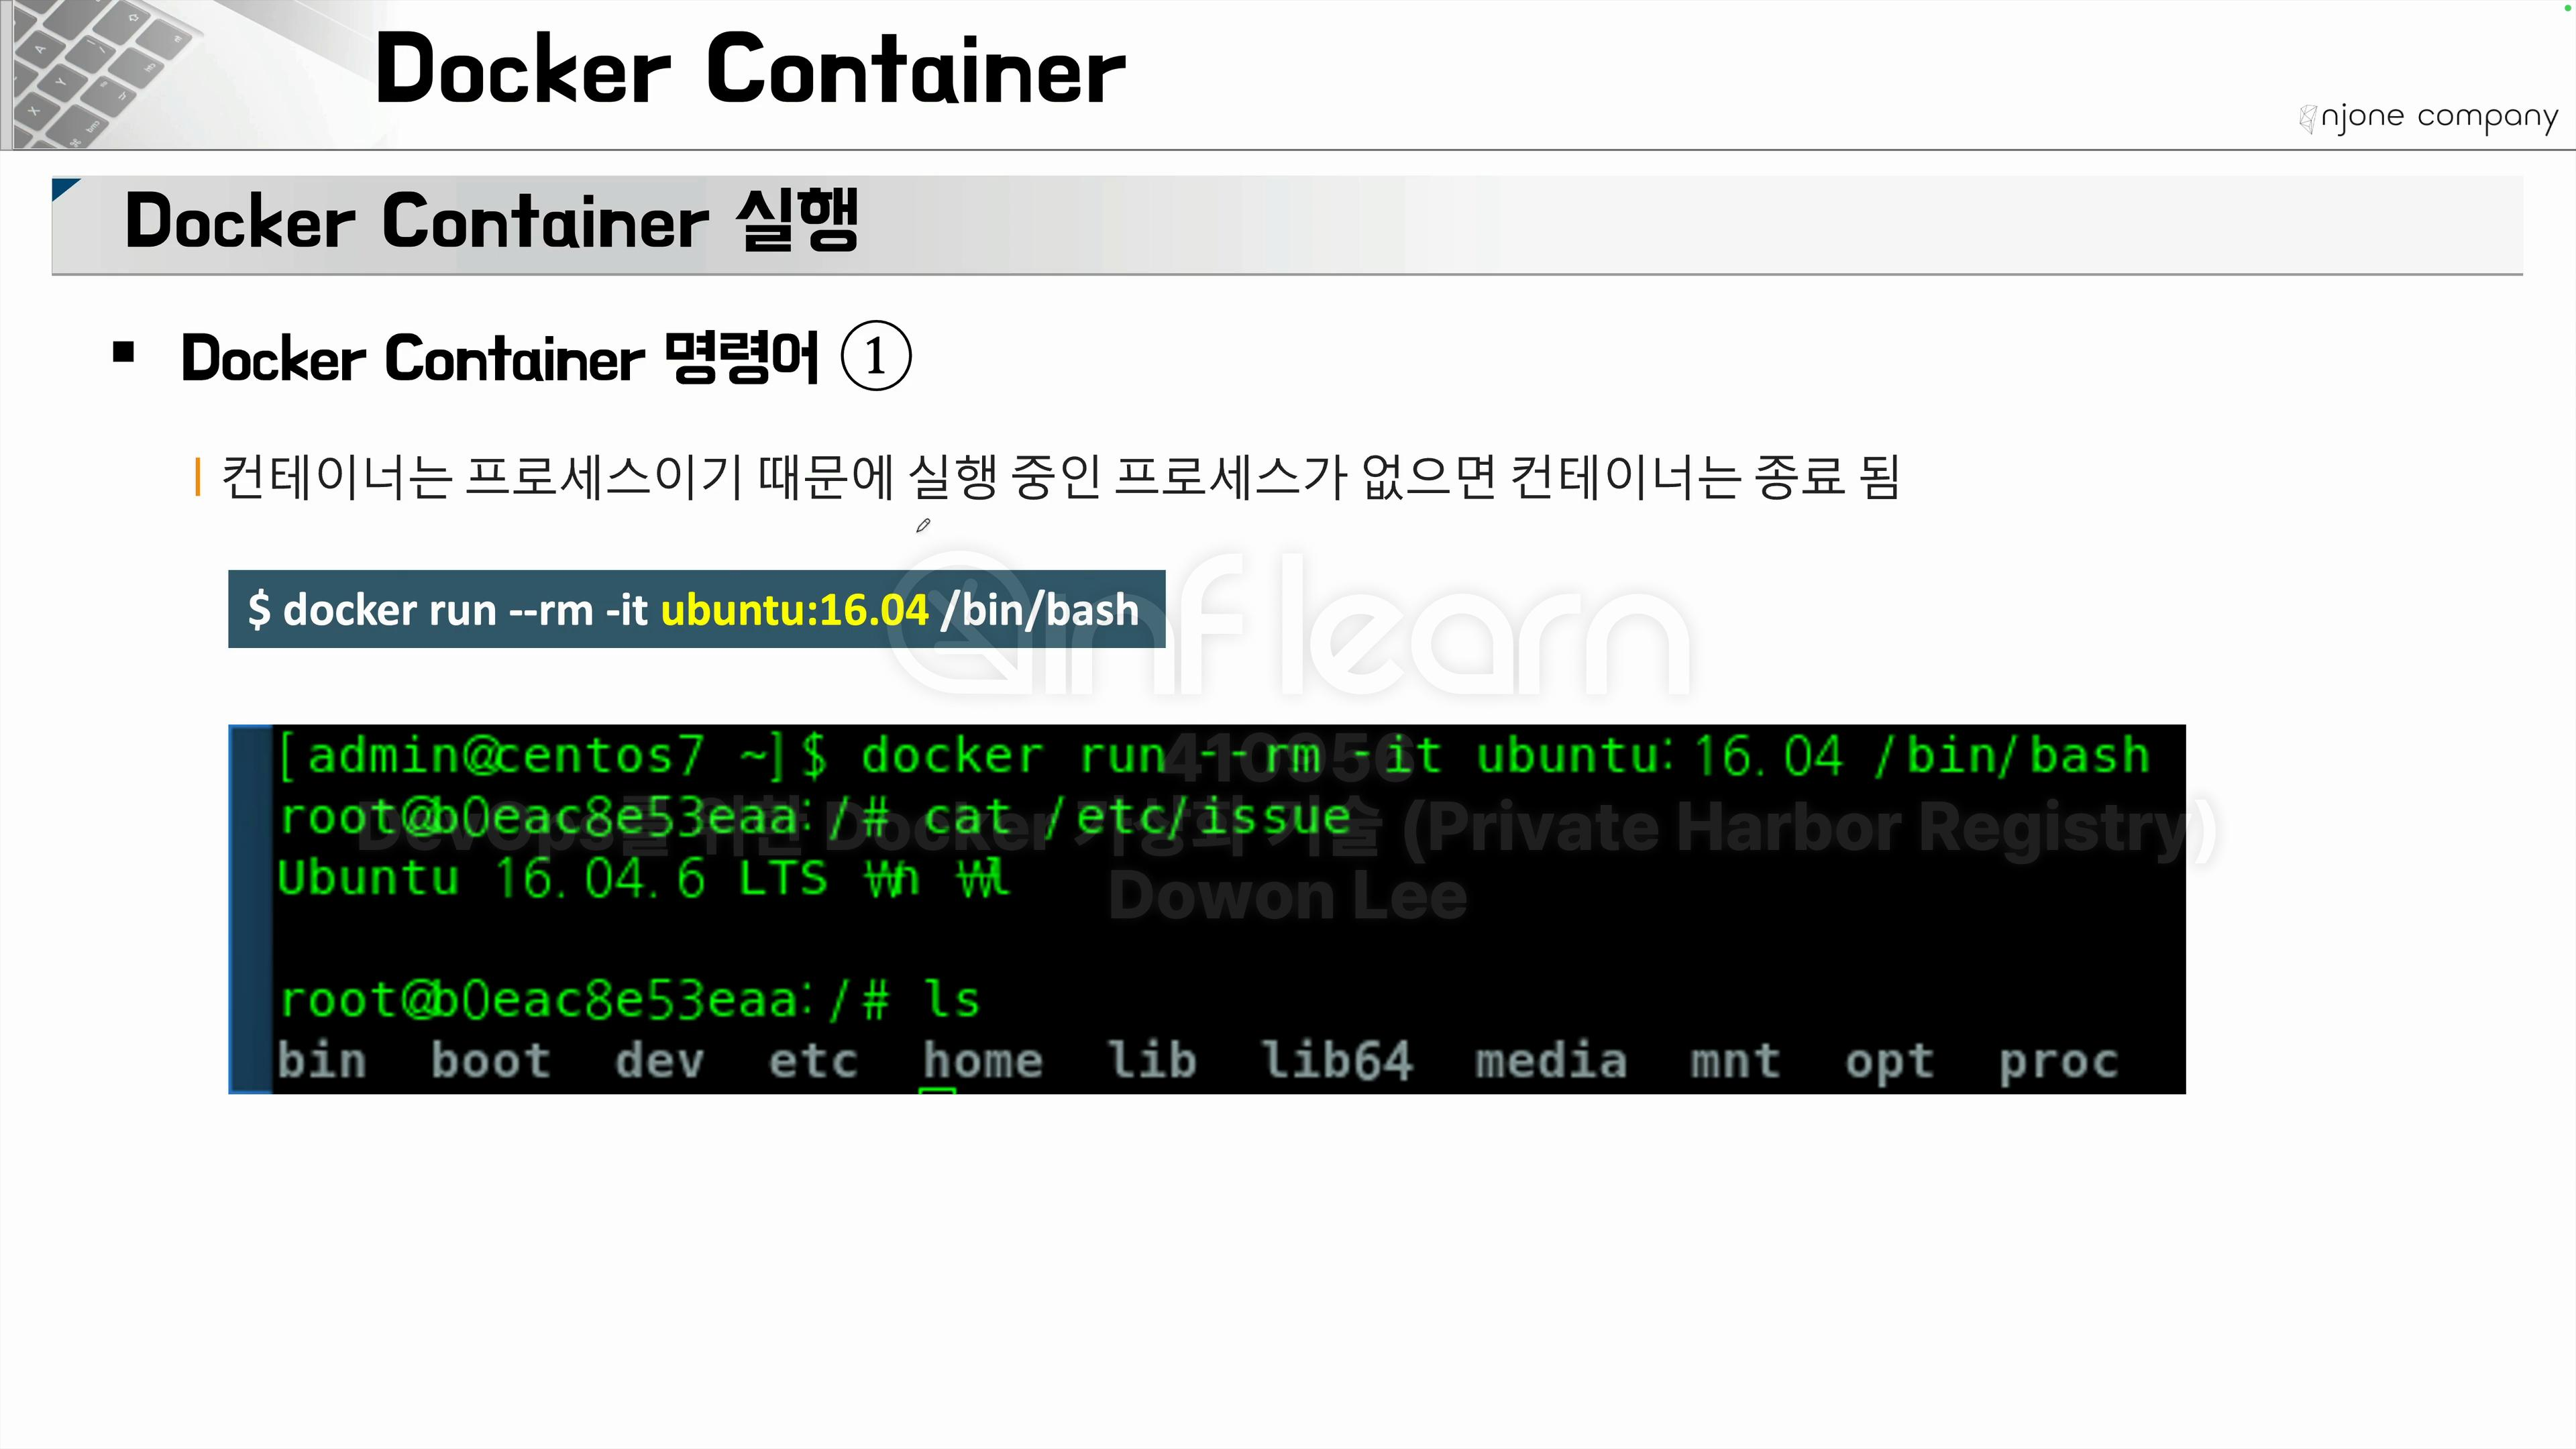 Docker Container
njone company
Docker Container 실행
▪ Docker Container 명령어 ①
컨테이너는 프로세스이기 때문에 실행 중인 프로세스가 없으면 컨테이너는 종료 됨
$ docker run --rm -it ubuntu:16.04 /bin/bash
inflearn
[admin@centos7 ~]$ docker run --rm -it ubuntu:16.04 /bin/bash
410956
root@b0eac8e53eaa:/# cat /etc/issue
DevOps를 위한 Docker 가상화 기술 (Private Harbor Registry)
Ubuntu 16.04.6 LTS ₩n ₩l
Dowon Lee
root@b0eac8e53eaa:/# ls
bin boot dev etc home lib lib64 media mnt opt proc